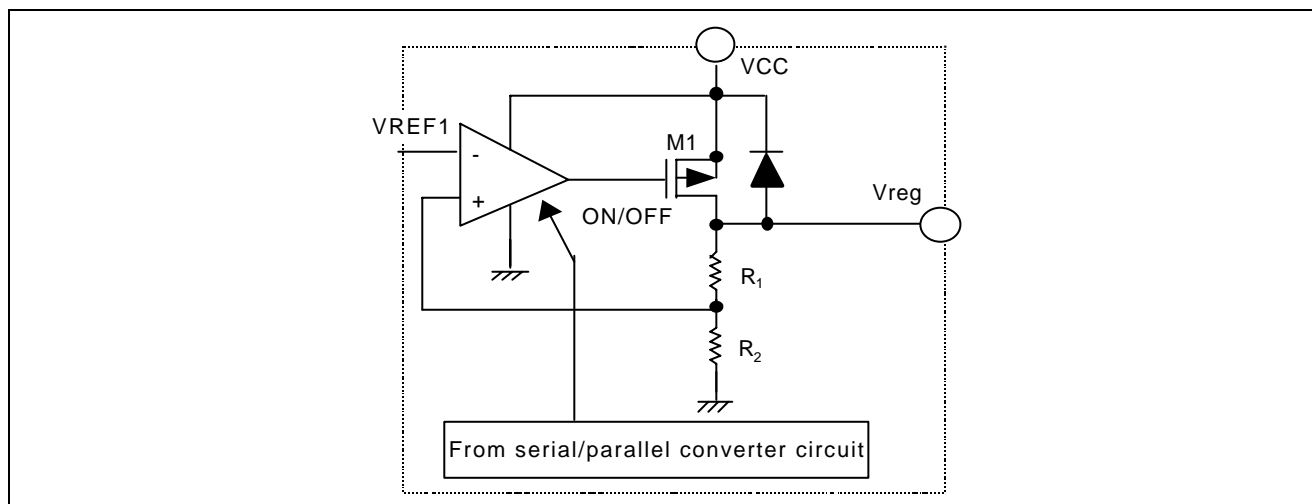 VCC
VREF1
M1
-
+
ON/OFF
Vreg
R1
R2
From serial/parallel converter circuit